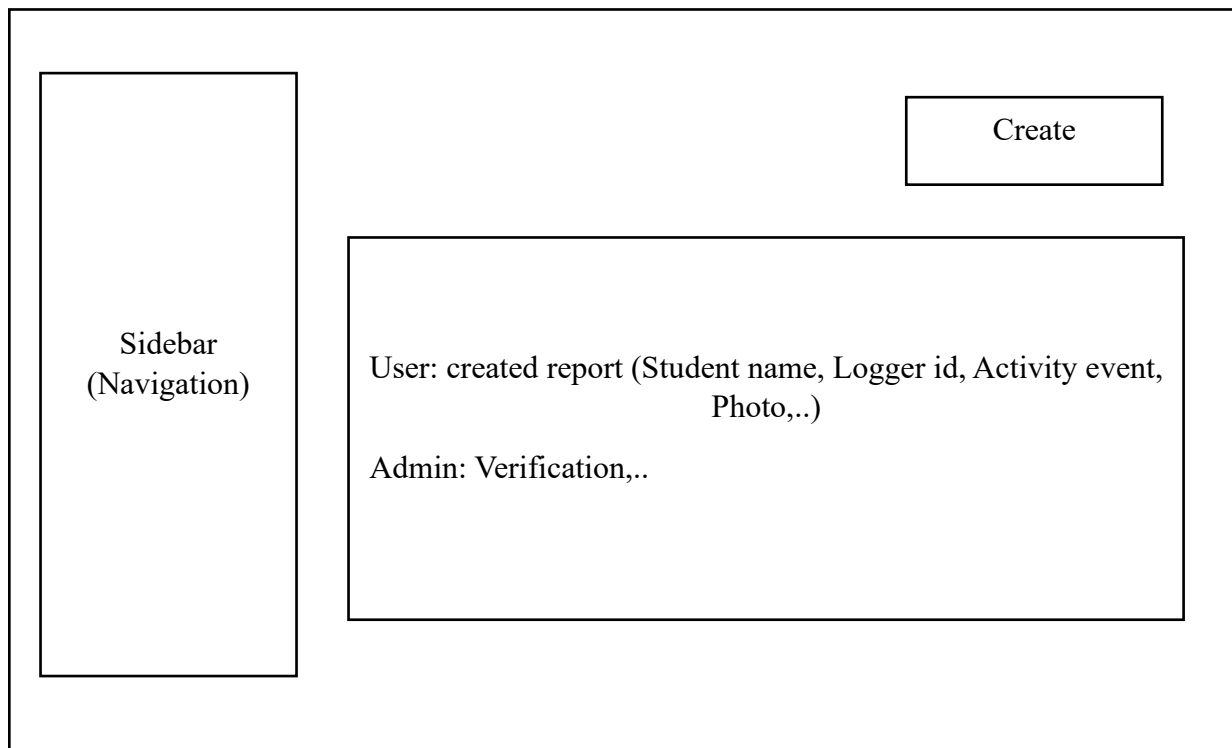 Create
Sidebar
(Navigation)
User: created report (Student name, Logger id, Activity event,
Photo,..)
Admin: Verification,..